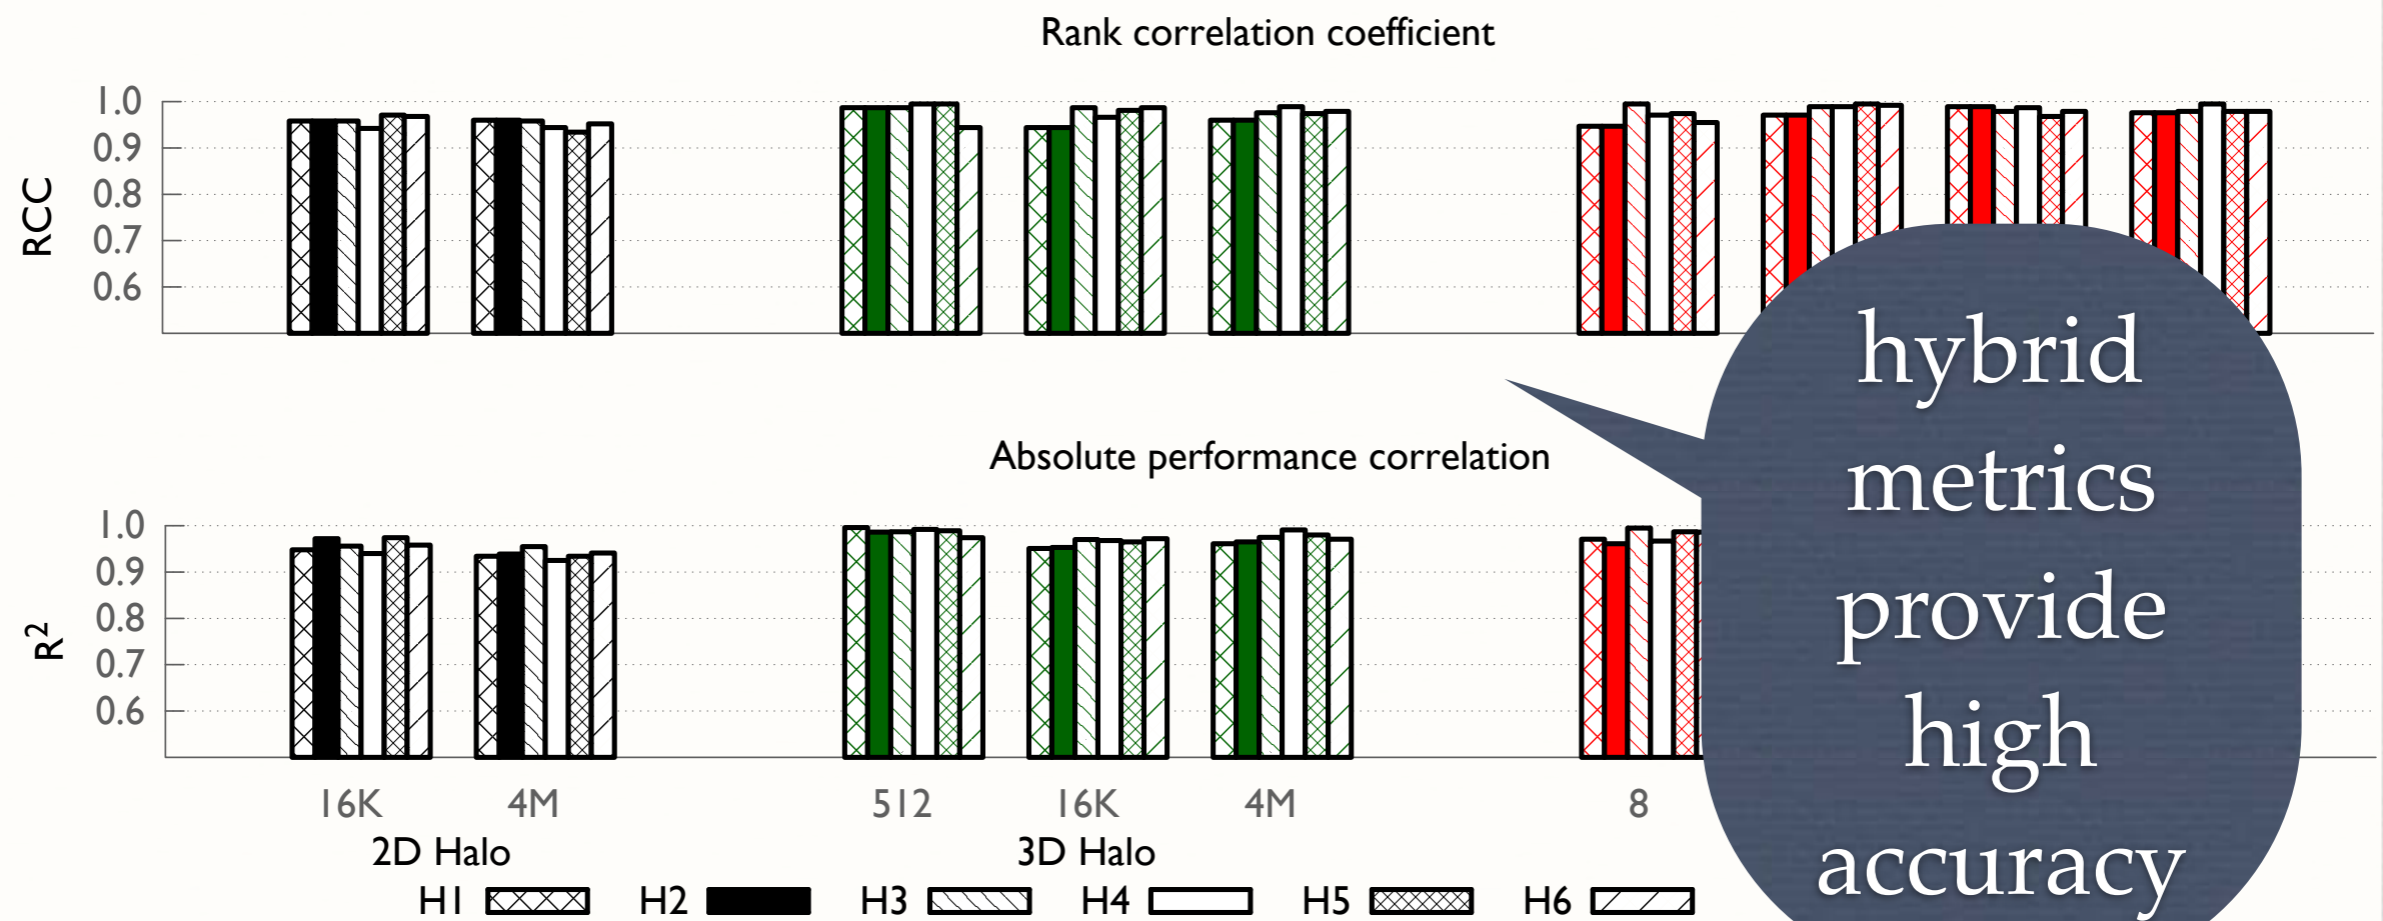 Rank correlation coefficient
RCC
1.0
0.9
0.8
0.7
0.6
Absolute performance correlation
R²
1.0
0.9
0.8
0.7
0.6
16K 4M 512 16K 4M 8
2D Halo 3D Halo
H1 H2 H3 H4 H5 H6
hybrid
metrics
provide
high
accuracy